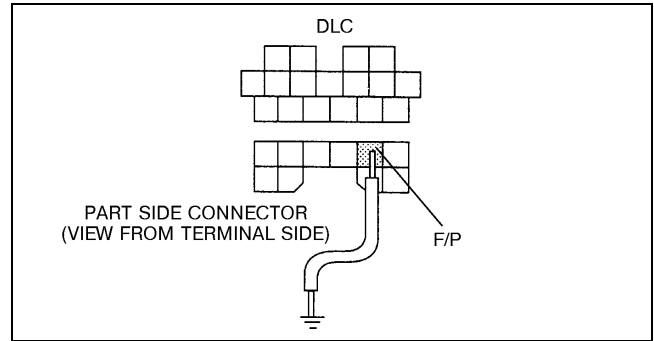 DLC
PART SIDE CONNECTOR
(VIEW FROM TERMINAL SIDE)
F/P